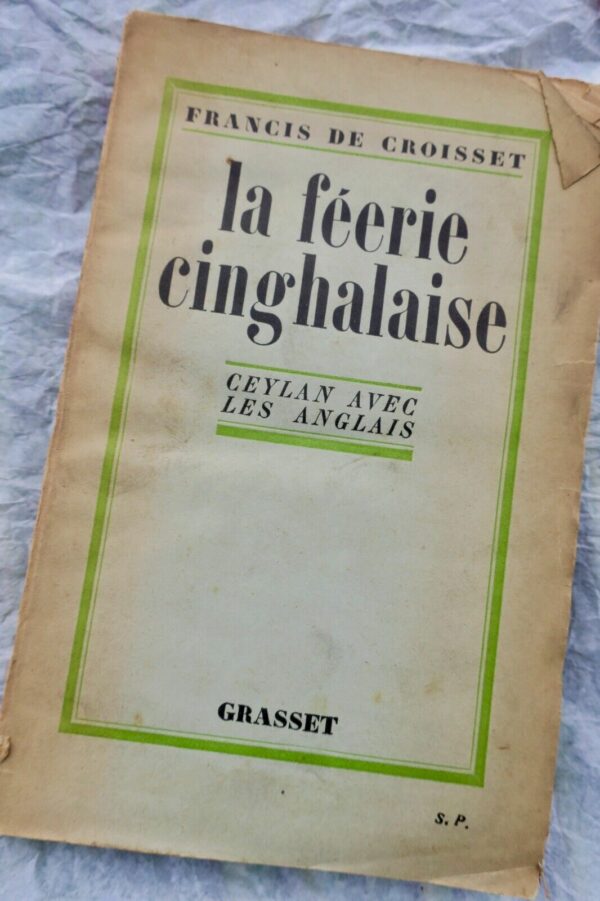 FRANCIS DE CROISSET
la féerie
cinghalaise
CEYLAN AVEC
LES ANGLAIS
GRASSET
S. P.